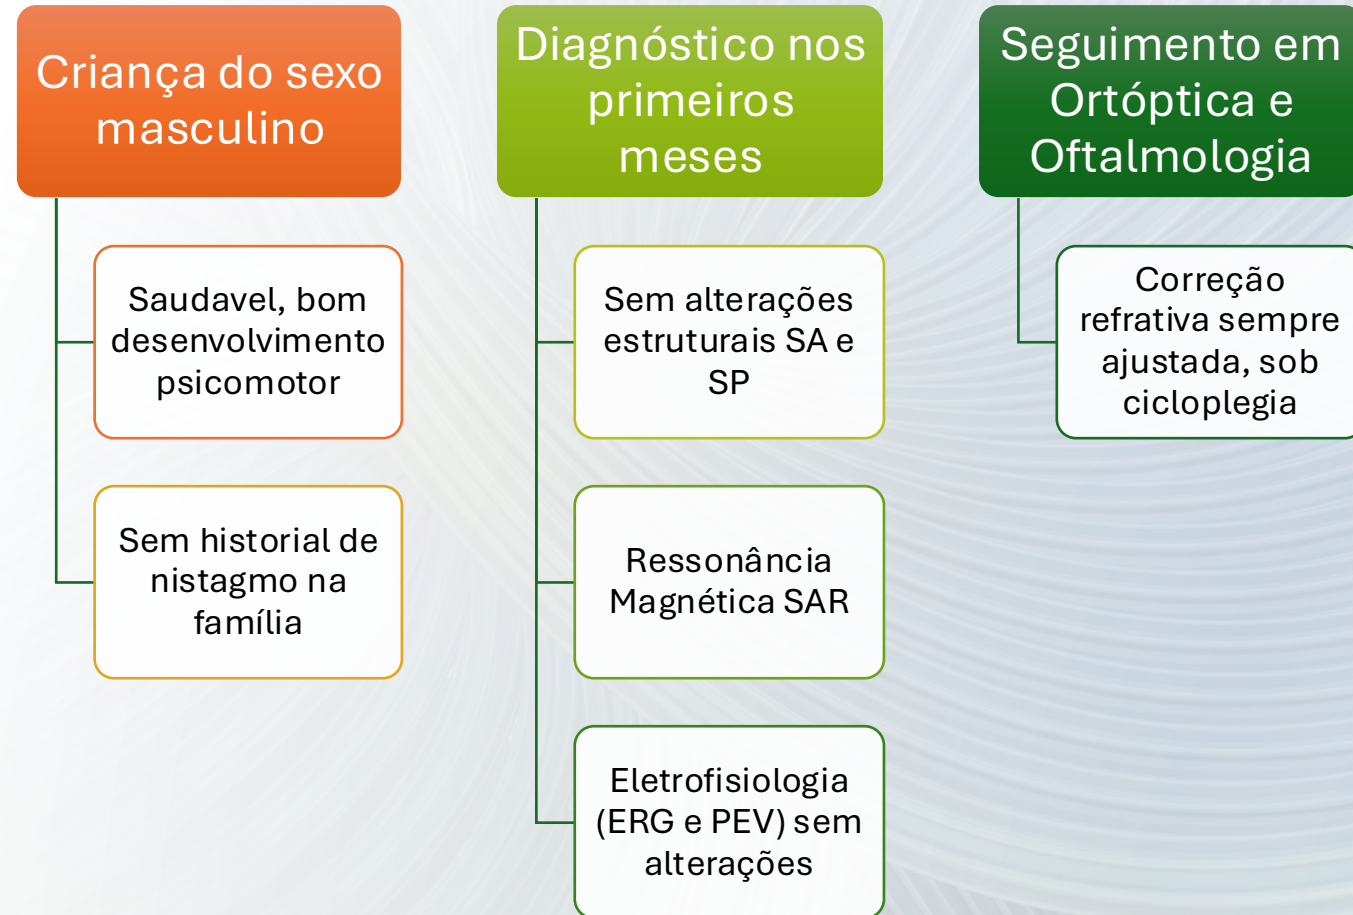 Criança do sexo
masculino
Saudavel, bom
desenvolvimento
psicomotor
Sem historial de
nistagmo na
família
Diagnóstico nos
primeiros
meses
Sem alterações
estruturais SA e
SP
Ressonância
Magnética SAR
Eletrofisiologia
(ERG e PEV) sem
alterações
Seguimento em
Ortóptica e
Oftalmologia
Correção
refrativa sempre
ajustada, sob
cicloplegia